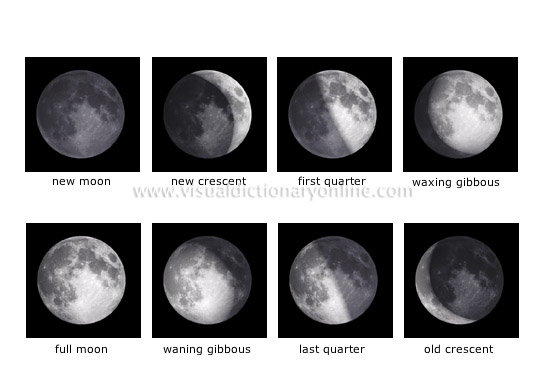 new moon
new crescent
first quarter
waxing gibbous
www.visualdictionaryonline.com
full moon
waning gibbous
last quarter
old crescent